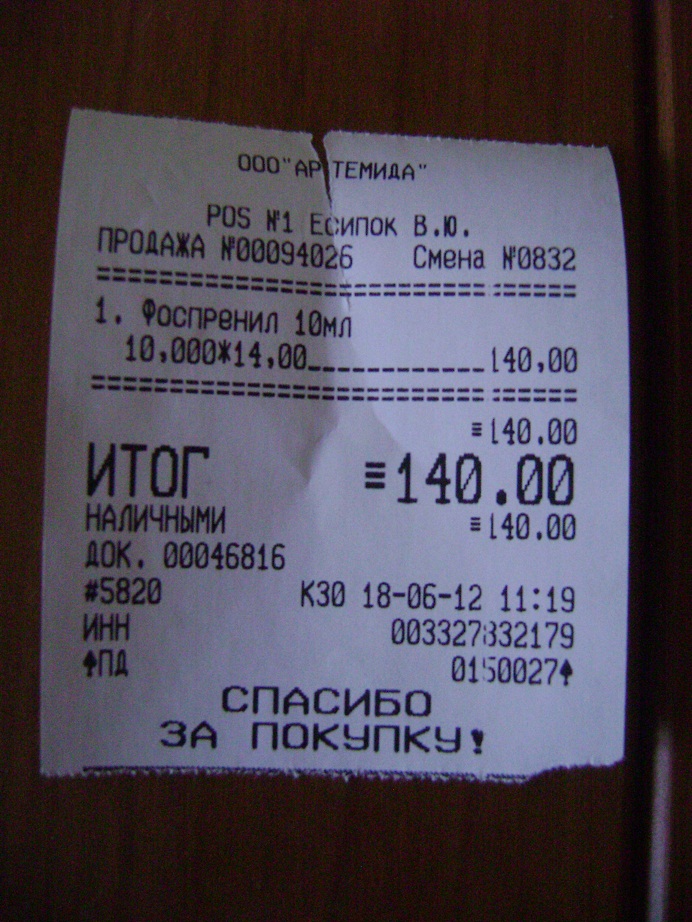 ООО"АРТЕМИДА"
POS №1 Есипок В.Ю.
ПРОДАЖА №00094026 Смена №0832
1. Фоспренил 10мл
10,000*14,00 140,00
≡140.00
ИТОГ ≡140.00
НАЛИЧНЫМИ ≡140.00
ДОК. 00046816
#5820 К30 18-06-12 11:19
ИНН 003327332179
ПД 0150027
СПАСИБО
ЗА ПОКУПКУ!